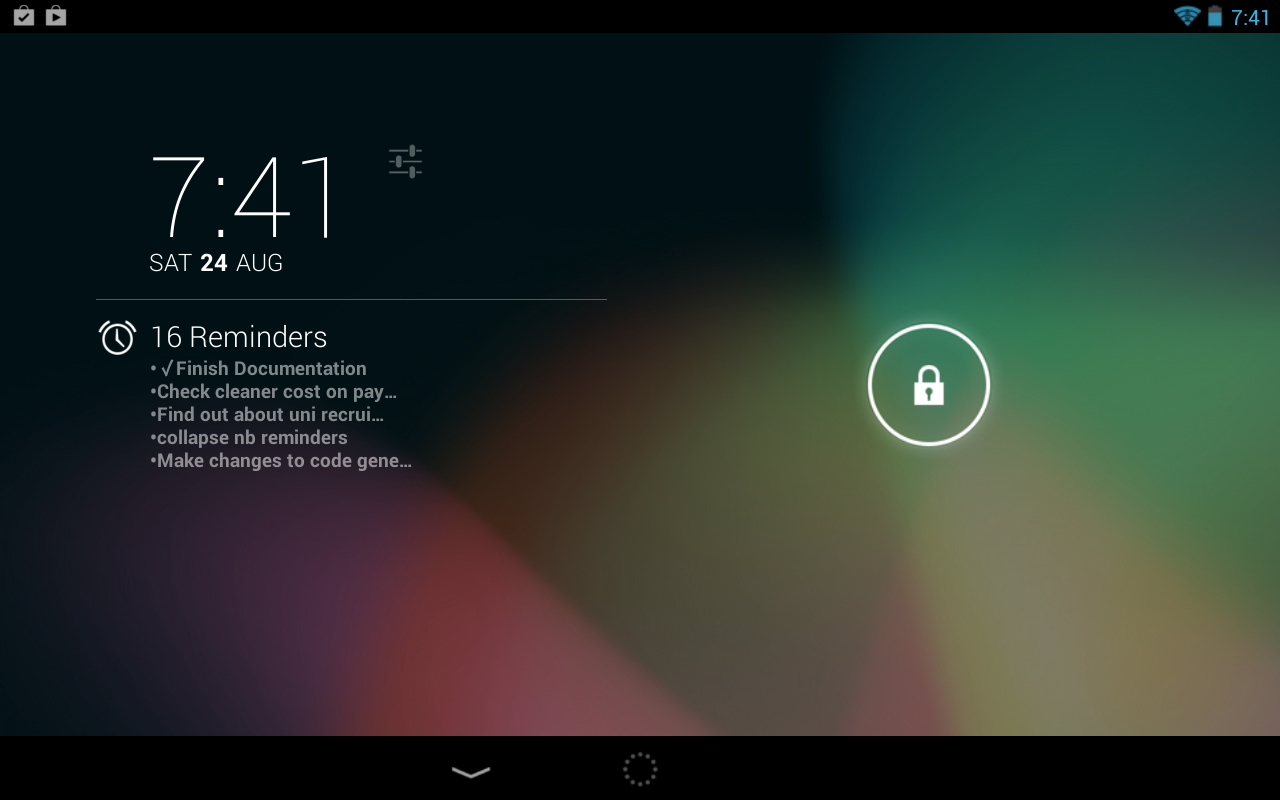 7:41
7:41
SAT 24 AUG
16 Reminders
• √Finish Documentation
•Check cleaner cost on pay...
•Find out about uni recrui...
•collapse nb reminders
•Make changes to code gene...